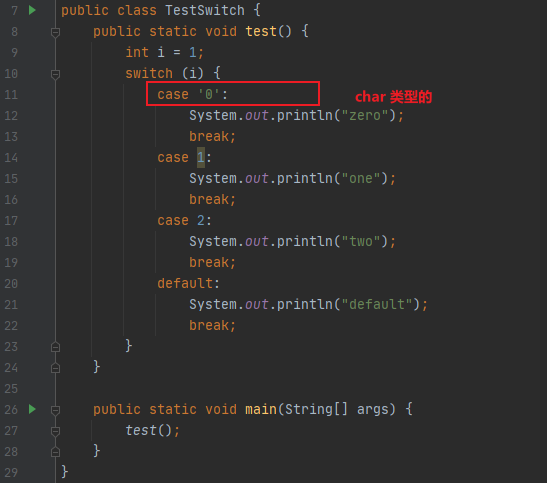 7 public class TestSwitch {
8 public static void test() {
9 int i = 1;
10 switch (i) {
11 case '0': char 类型的
12 System.out.println("zero");
13 break;
14 case 1:
15 System.out.println("one");
16 break;
17 case 2:
18 System.out.println("two");
19 break;
20 default:
21 System.out.println("default");
22 break;
23 }
24 }
25
26 public static void main(String[] args) {
27 test();
28 }
29 }